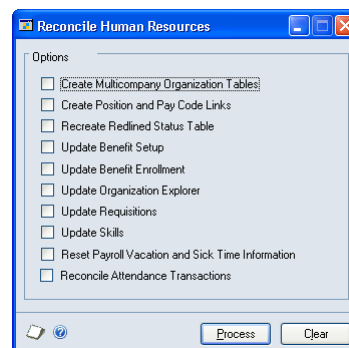 Reconcile Human Resources
Options
Create Multicompany Organization Tables
Create Position and Pay Code Links
Recreate Redlined Status Table
Update Benefit Setup
Update Benefit Enrollment
Update Organization Explorer
Update Requisitions
Update Skills
Reset Payroll Vacation and Sick Time Information
Reconcile Attendance Transactions
Process
Clear